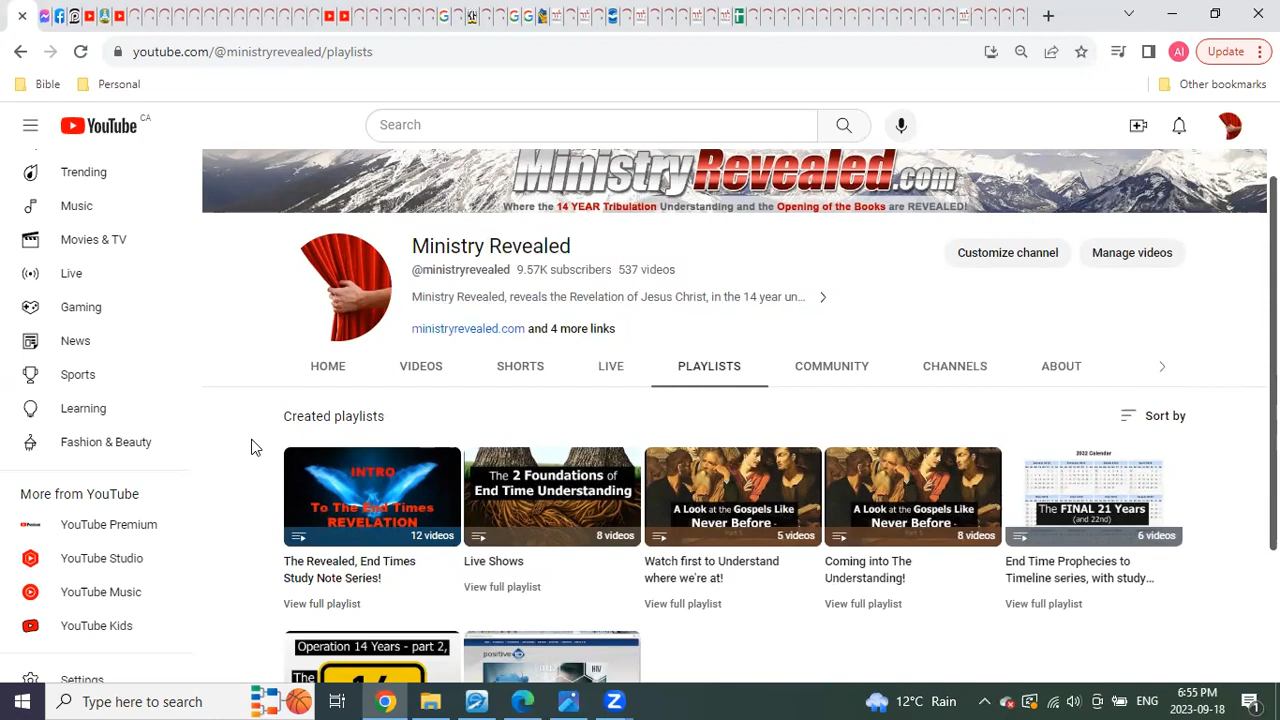 youtube.com/@ministryrevealed/playlists
AI
Update
Bible
Personal
Other bookmarks
YouTube CA
Search
Trending
Music
Movies & TV
Live
Gaming
News
Sports
Learning
Fashion & Beauty
More from YouTube
YouTube Premium
YouTube Studio
YouTube Music
YouTube Kids
Settings
MinistryRevealed.com
Where the 14 YEAR Tribulation Understanding and the Opening of the Books are REVEALED!
Ministry Revealed
@ministryrevealed 9.57K subscribers 537 videos
Ministry Revealed, reveals the Revelation of Jesus Christ, in the 14 year un...
ministryrevealed.com and 4 more links
Customize channel
Manage videos
HOME VIDEOS SHORTS LIVE PLAYLISTS COMMUNITY CHANNELS ABOUT
Created playlists
Sort by
INTRO
To The End Times
REVELATION
12 videos
The Revealed, End Times
Study Note Series!
View full playlist
The 2 Foundations of
End Time Understanding
8 videos
Live Shows
View full playlist
A Look at the Gospels Like
Never Before -
5 videos
Watch first to Understand
where we're at!
View full playlist
A Look at the Gospels Like
Never Before -
8 videos
Coming into The
Understanding!
View full playlist
2022 Calendar
The FINAL 21 Years
(and 22nd)
6 videos
End Time Prophecies to
Timeline series, with study...
View full playlist
Operation 14 Years - part 2,
The
positive
HIV
Type here to search
12°C Rain
ENG
6:55 PM
2023-09-18